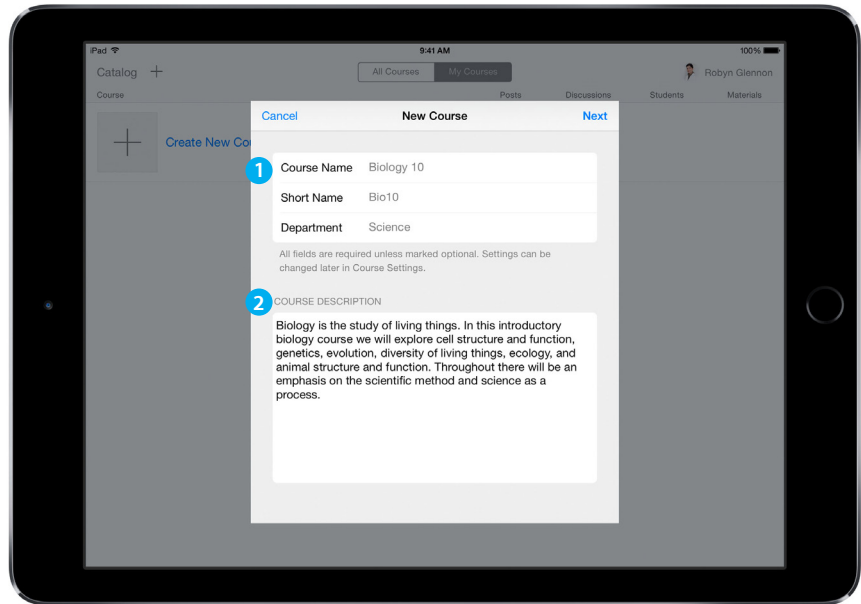 iPad 9:41 AM 100%
Catalog + All Courses My Courses Robyn Glennon
Course Posts Discussions Students Materials
Create New Cou
Cancel New Course Next
1 Course Name Biology 10
Short Name Bio10
Department Science
All fields are required unless marked optional. Settings can be
changed later in Course Settings.
2 COURSE DESCRIPTION
Biology is the study of living things. In this introductory
biology course we will explore cell structure and function,
genetics, evolution, diversity of living things, ecology, and
animal structure and function. Throughout there will be an
emphasis on the scientific method and science as a
process.